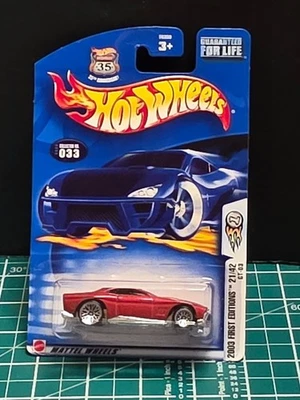 35
3+
GUARANTEED
FOR LIFE
HOT WHEELS
COLLECTOR NO.
033
2003 FIRST EDITIONS 21/42
GT-03
MATTEL WHEELS
30°